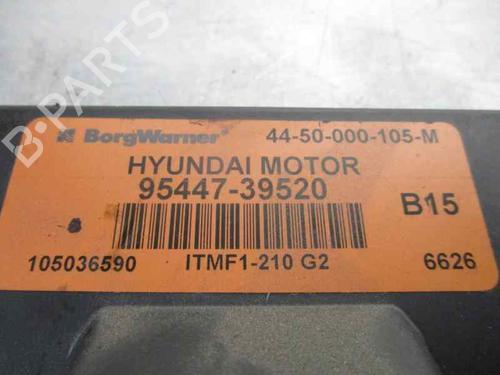 BorgWarner 44-50-000-105-M
HYUNDAI MOTOR
95447-39520
B15
105036590 ITMF1-210 G2 6626
B-PARTS